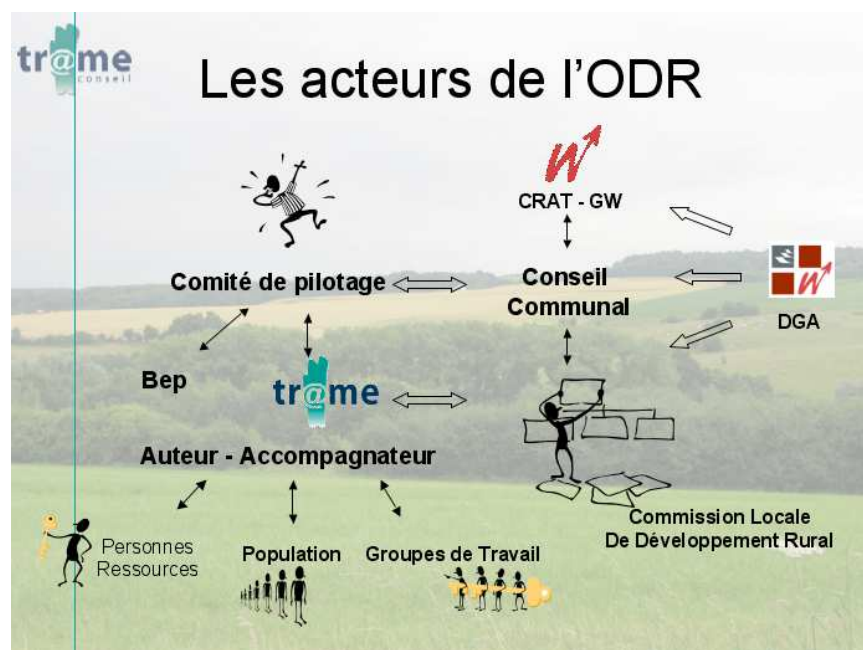 tr@me
conseil
Les acteurs de l'ODR
W
CRAT - GW
Comité de pilotage
Conseil
Communal
W
DGA
Bep
tr@me
Auteur - Accompagnateur
Personnes
Ressources
Population
Groupes de Travail
Commission Locale
De Développement Rural